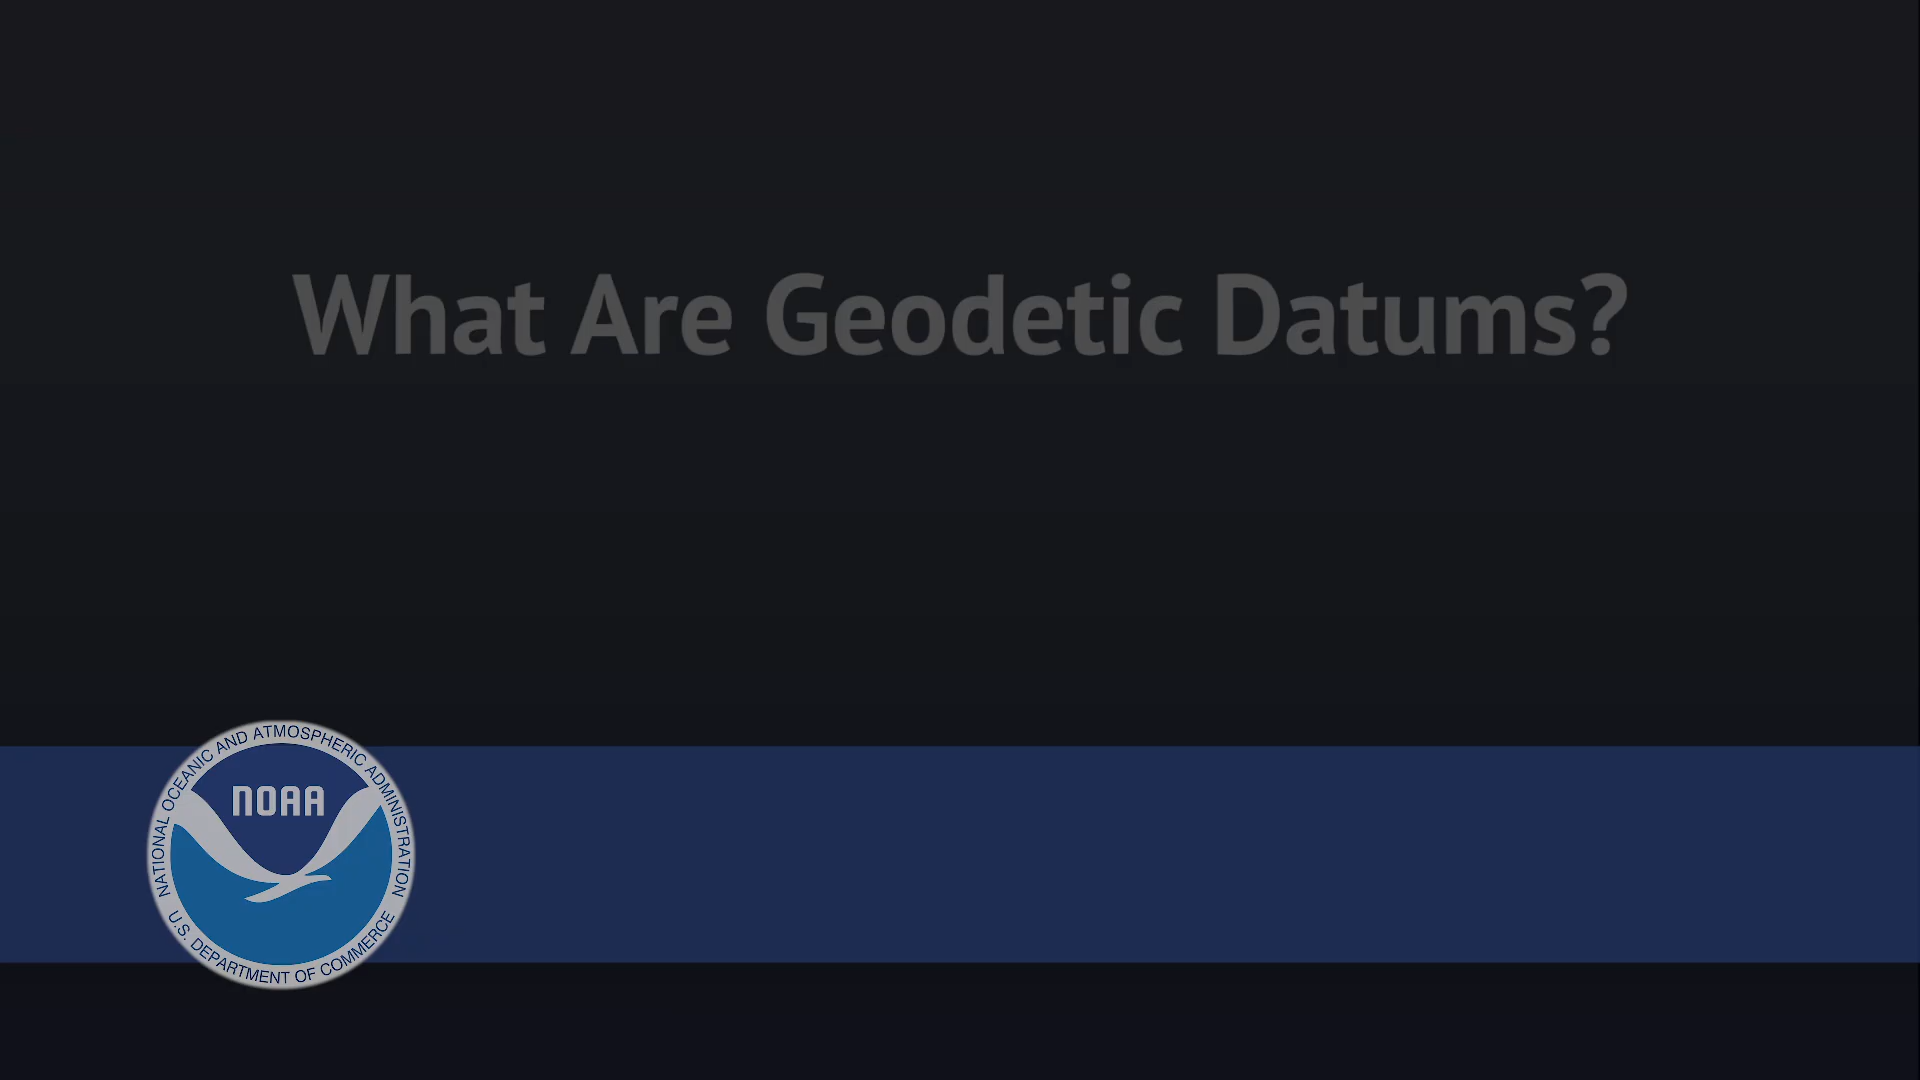 What Are Geodetic Datums?
NATIONAL OCEANIC AND ATMOSPHERIC ADMINISTRATION
NOAA
U.S. DEPARTMENT OF COMMERCE